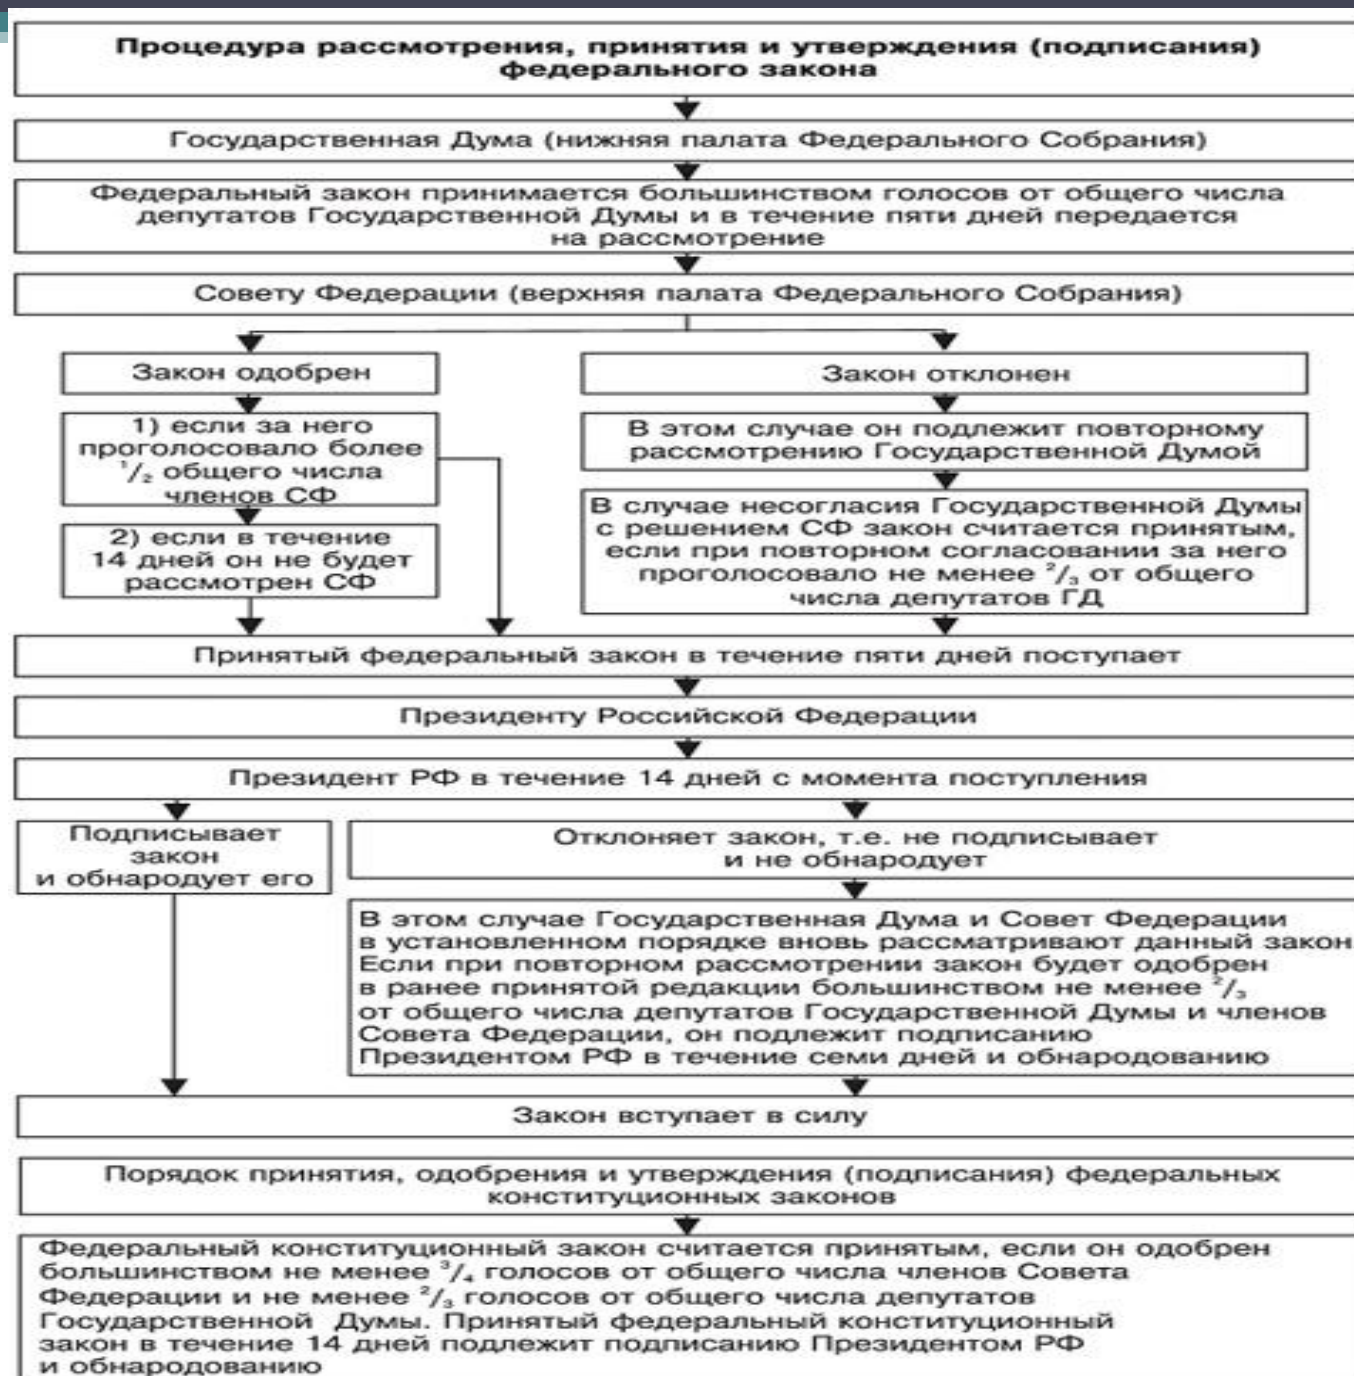 Процедура рассмотрения, принятия и утверждения (подписания)
федерального закона
Государственная Дума (нижняя палата Федерального Собрания)
Федеральный закон принимается большинством голосов от общего числа
депутатов Государственной Думы и в течение пяти дней передается
на рассмотрение
Совету Федерации (верхняя палата Федерального Собрания)
Закон одобрен
1) если за него
проголосовало более
1/2 общего числа
членов СФ
2) если в течение
14 дней он не будет
рассмотрен СФ
Закон отклонен
В этом случае он подлежит повторному
рассмотрению Государственной Думой
В случае несогласия Государственной Думы
с решением СФ закон считается принятым,
если при повторном согласовании за него
проголосовало не менее 2/3 от общего
числа депутатов ГД
Принятый федеральный закон в течение пяти дней поступает
Президенту Российской Федерации
Президент РФ в течение 14 дней с момента поступления
Подписывает
закон
и обнародует его
Отклоняет закон, т.е. не подписывает
и не обнародует
В этом случае Государственная Дума и Совет Федерации
в установленном порядке вновь рассматривают данный закон
Если при повторном рассмотрении закон будет одобрен
в ранее принятой редакции большинством не менее 2/3
от общего числа депутатов Государственной Думы и членов
Совета Федерации, он подлежит подписанию
Президентом РФ в течение семи дней и обнародованию
Закон вступает в силу
Порядок принятия, одобрения и утверждения (подписания) федеральных
конституционных законов
Федеральный конституционный закон считается принятым, если он одобрен
большинством не менее 3/4 голосов от общего числа членов Совета
Федерации и не менее 2/3 голосов от общего числа депутатов
Государственной Думы. Принятый федеральный конституционный
закон в течение 14 дней подлежит подписанию Президентом РФ
и обнародованию